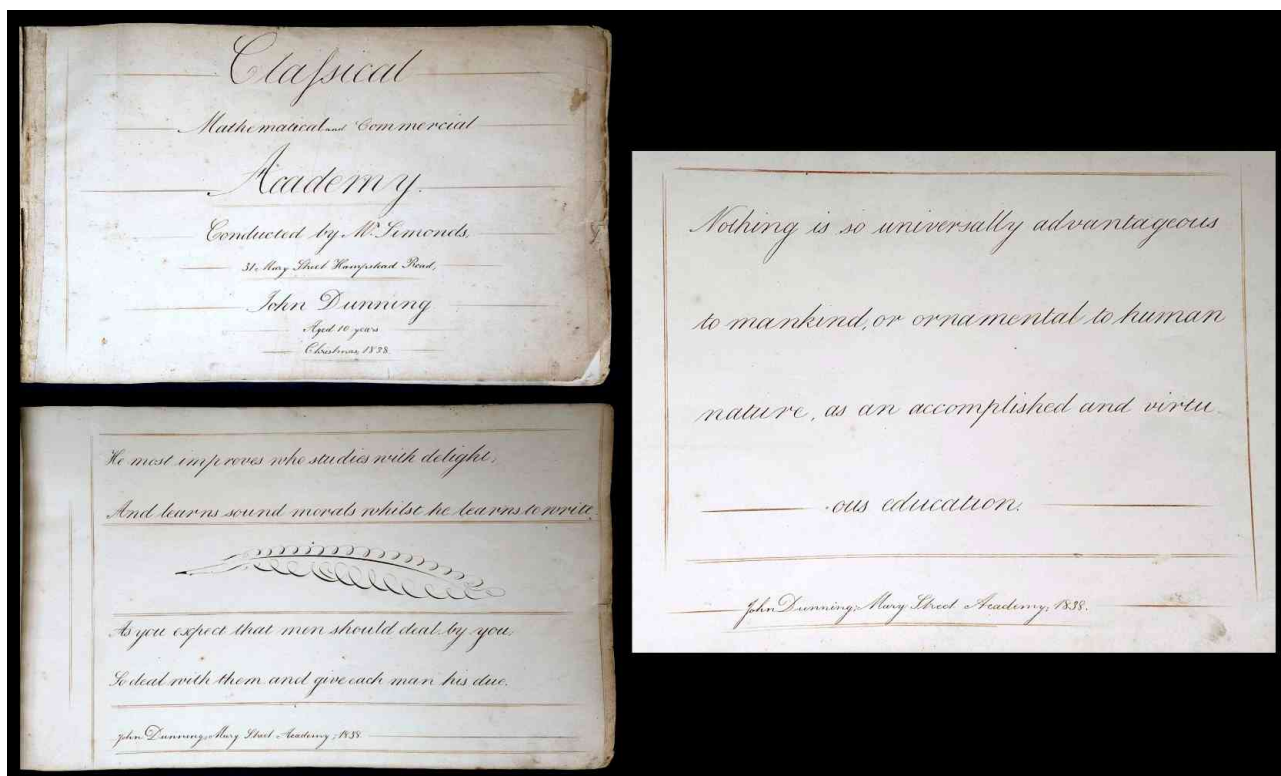 Claſsical
Mathematical and Commercial
Academy.
Conducted by Mr. Simonds,
31, Mary Street Hampstead Road,
John Dunning
Aged 10 years
Christmas, 1838.
He most improves who studies with delight,
And learns sound morals whilst he learns to write.
As you expect that men should deal by you,
So deal with them and give each man his due.
John Dunning, Mary Street Academy, 1838
Nothing is so universally advantageous
to mankind, or ornamental to human
nature, as an accomplished and virtu
-ous education.
John Dunning, Mary Street Academy, 1838.